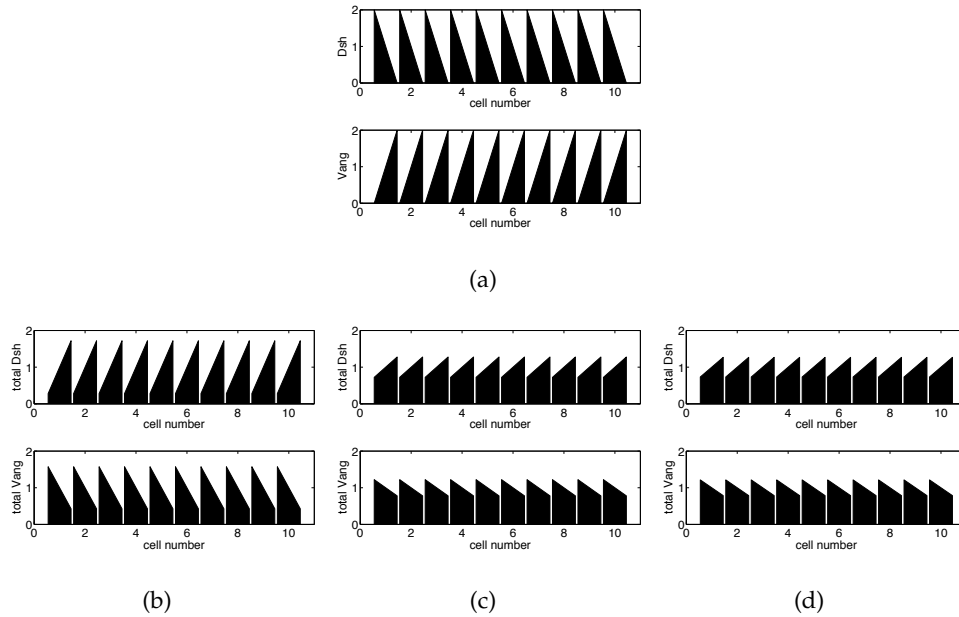 2
1
0
Dsh
0 2 4 6 8 10
cell number
2
1
0
Vang
0 2 4 6 8 10
cell number
(a)
2
1
0
total Dsh
0 2 4 6 8 10
cell number
2
1
0
total Vang
0 2 4 6 8 10
cell number
(b)
2
1
0
total Dsh
0 2 4 6 8 10
cell number
2
1
0
total Vang
0 2 4 6 8 10
cell number
(c)
2
1
0
total Dsh
0 2 4 6 8 10
cell number
2
1
0
total Vang
0 2 4 6 8 10
cell number
(d)